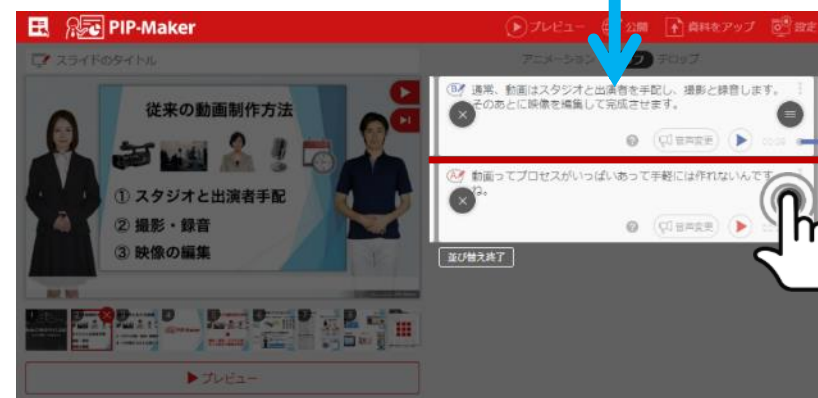 PIP-Maker
プレビュー
公開
資料をアップ
設定
スライドのタイトル
アニメーション
テロップ
従来の動画制作方法
① スタジオと出演者手配
② 撮影・録音
③ 映像の編集
通常、動画はスタジオと出演者を手配し、撮影と録音します。
そのあとに映像を編集して完成させます。
音声変更
動画ってプロセスがいっぱいあって手軽には作れないんです
ね。
音声変更
並び替え終了
プレビュー